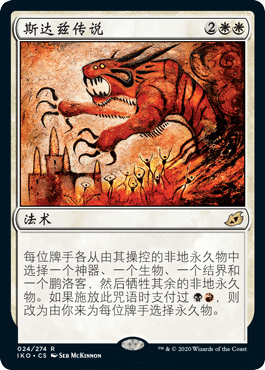 斯达兹传说 2
法术
每位牌手各从由其操控的非地永久物中
选择一个神器、一个生物、一个结界和
一个鹏洛客，然后牺牲其余的非地永久
物。如果施放此咒语时支付过，则
改为由你来为每位牌手选择永久物。
024/274 R
IKO • CS Seb McKinnon
™ & © 2020 Wizards of the Coast